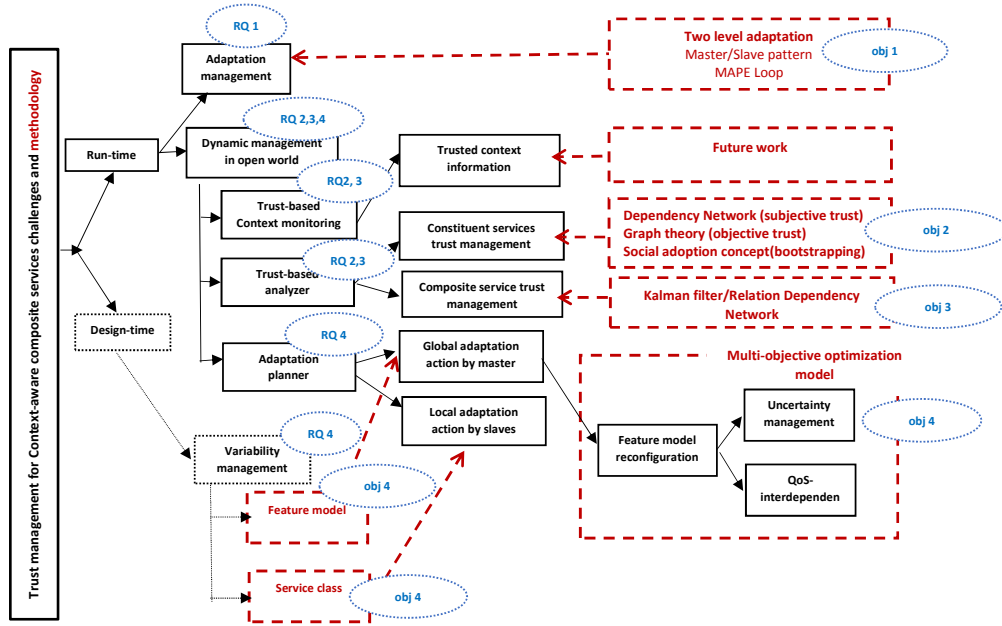 Trust management for Context-aware composite services challenges and methodology
RQ 1
Adaptation
management
Two level adaptation
Master/Slave pattern
MAPE Loop
obj 1
Run-time
RQ 2,3,4
Dynamic management
in open world
Trusted context
information
Future work
RQ2, 3
Trust-based
Context monitoring
Constituent services
trust management
Dependency Network (subjective trust)
Graph theory (objective trust)
Social adoption concept(bootstrapping)
obj 2
RQ 2,3
Trust-based
analyzer
Composite service trust
management
Kalman filter/Relation Dependency
Network
obj 3
Design-time
RQ 4
Adaptation
planner
Global adaptation
action by master
Multi-objective optimization
model
Local adaptation
action by slaves
Uncertainty
management
obj 4
RQ 4
Variability
management
Feature model
reconfiguration
QoS-
interdependen
obj 4
Feature model
Service class
obj 4